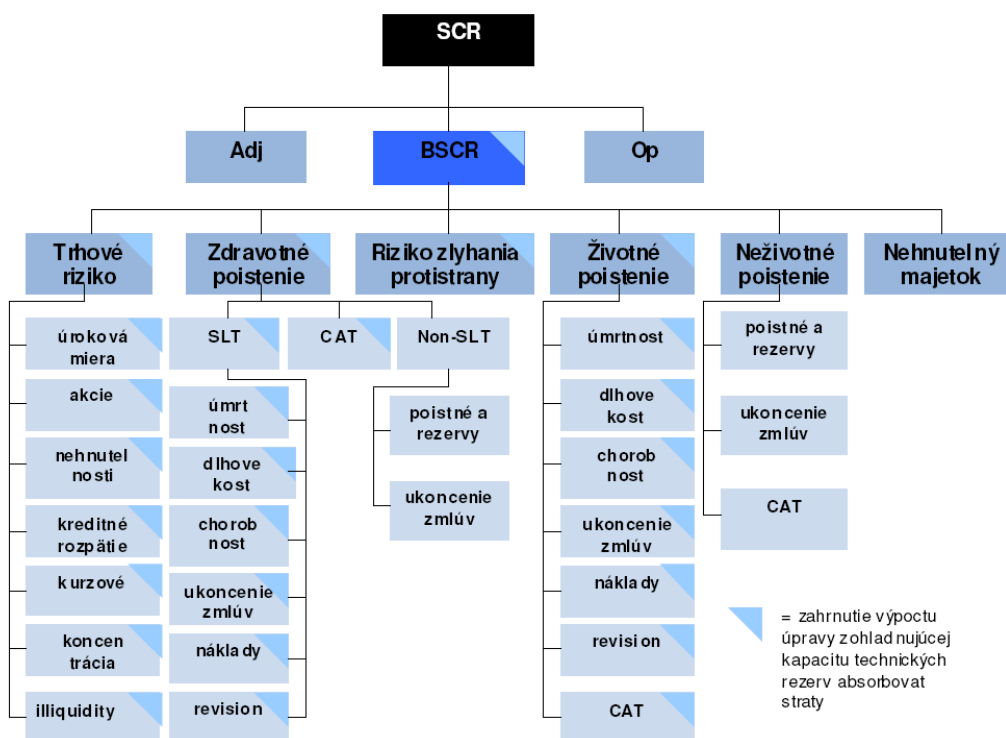 SCR
Adj
BSCR
Op
Trhové
riziko
Zdravotné
poistenie
Riziko zlyhania
protistrany
Životné
poistenie
Neživotné
poistenie
Nehnutelný
majetok
úroková
miera
akcie
nehnutel
nosti
kreditné
rozpätie
kurzové
koncen
trácia
illiquidity
SLT
CAT
Non-SLT
úmrt
nost
dlhove
kost
chorob
nost
ukoncenie
zmlúv
náklady
revision
poistné a
rezervy
ukoncenie
zmlúv
úmrtnost
dlhove
kost
chorob
nost
ukoncenie
zmlúv
náklady
revision
CAT
poistné a
rezervy
ukoncenie
zmlúv
CAT
= zahrnutie výpoctu
úpravy zohladnujúcej
kapacitu technických
rezerv absorbovat
straty